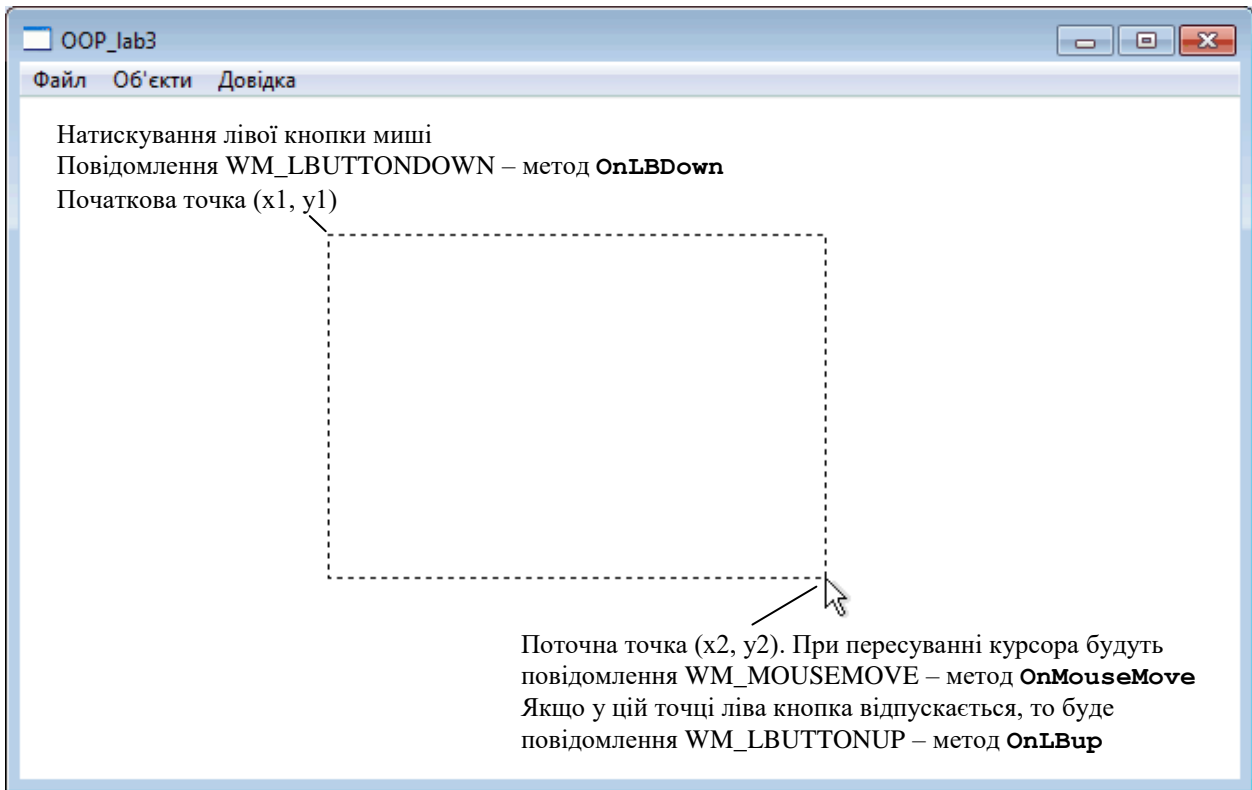 OOP_lab3
Файл Об'єкти Довідка
Натискування лівої кнопки миші
Повідомлення WM_LBUTTONDOWN – метод OnLBDown
Початкова точка (x1, y1)
Поточна точка (x2, y2). При пересуванні курсора будуть
повідомлення WM_MOUSEMOVE – метод OnMouseMove
Якщо у цій точці ліва кнопка відпускається, то буде
повідомлення WM_LBUTTONUP – метод OnLBup